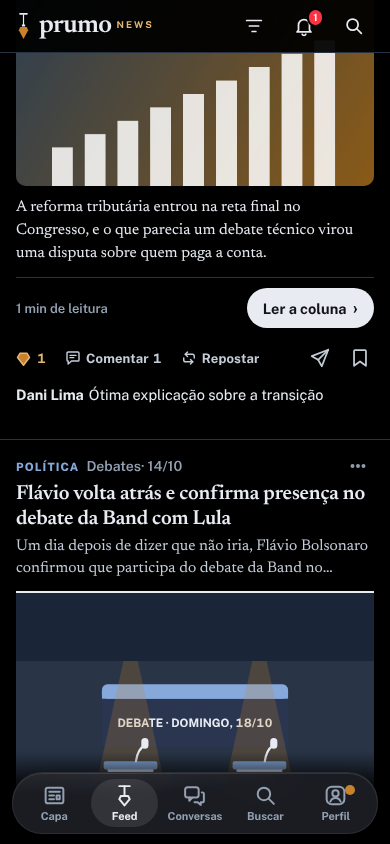 prumo NEWS
1
A reforma tributária entrou na reta final no
Congresso, e o que parecia um debate técnico virou
uma disputa sobre quem paga a conta.
1 min de leitura
Ler a coluna ›
1 Comentar 1 Repostar
Dani Lima Ótima explicação sobre a transição
POLÍTICA Debates· 14/10
Flávio volta atrás e confirma presença no
debate da Band com Lula
Um dia depois de dizer que não iria, Flávio Bolsonaro
confirmou que participa do debate da Band no...
DEBATE · DOMINGO, 18/10
Capa Feed Conversas Buscar Perfil